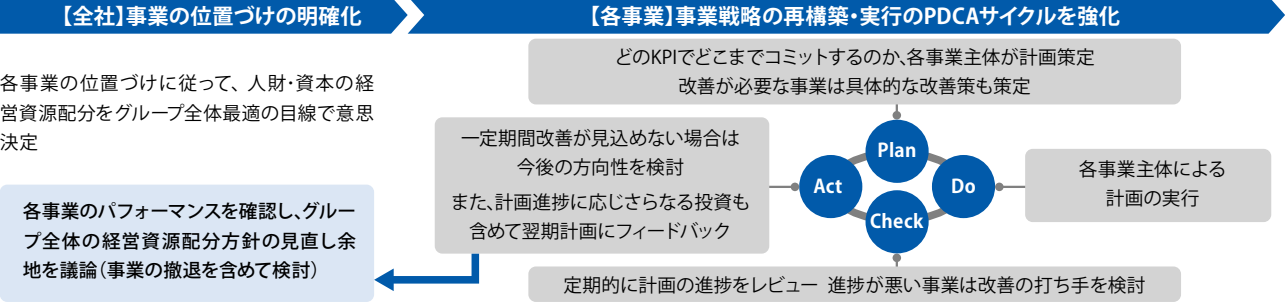 【全社】事業の位置づけの明確化
【各事業】事業戦略の再構築・実行のPDCAサイクルを強化
各事業の位置づけに従って、人財・資本の経
営資源配分をグループ全体最適の目線で意思
決定
各事業のパフォーマンスを確認し、グルー
プ全体の経営資源配分方針の見直し余
地を議論（事業の撤退を含めて検討）
どのKPIでどこまでコミットするのか、各事業主体が計画策定
改善が必要な事業は具体的な改善策も策定
一定期間改善が見込めない場合は
今後の方向性を検討
また、計画進捗に応じさらなる投資も
含めて翌期計画にフィードバック
Plan
Act
Do
Check
各事業主体による
計画の実行
定期的に計画の進捗をレビュー 進捗が悪い事業は改善の打ち手を検討